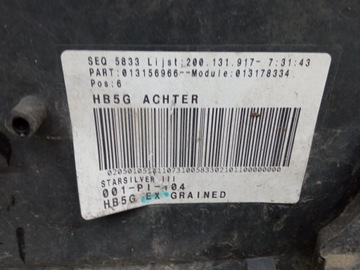 SEQ 5833 Lijst:200.131.917- 7:31:43
PART:013156966--Module:013178334
Pos:6
HB5G ACHTER
STARSILVER III
001-PI-104
HB5G EX GRAINED